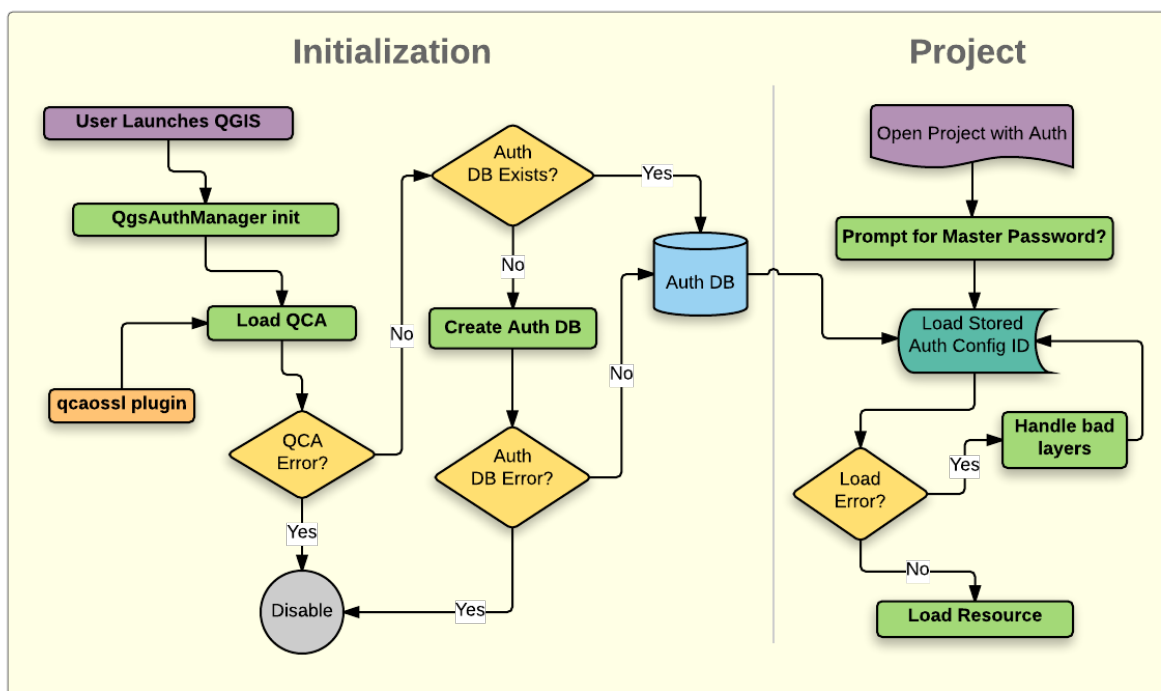 Initialization
User Launches QGIS
QgsAuthManager init
Load QCA
qcaossl plugin
QCA
Error?
Yes
Disable
No
Auth
DB Exists?
Yes
No
Create Auth DB
Auth
DB Error?
No
Yes
Auth DB
Project
Open Project with Auth
Prompt for Master Password?
Load Stored
Auth Config ID
Handle bad
layers
Load
Error?
Yes
No
Load Resource